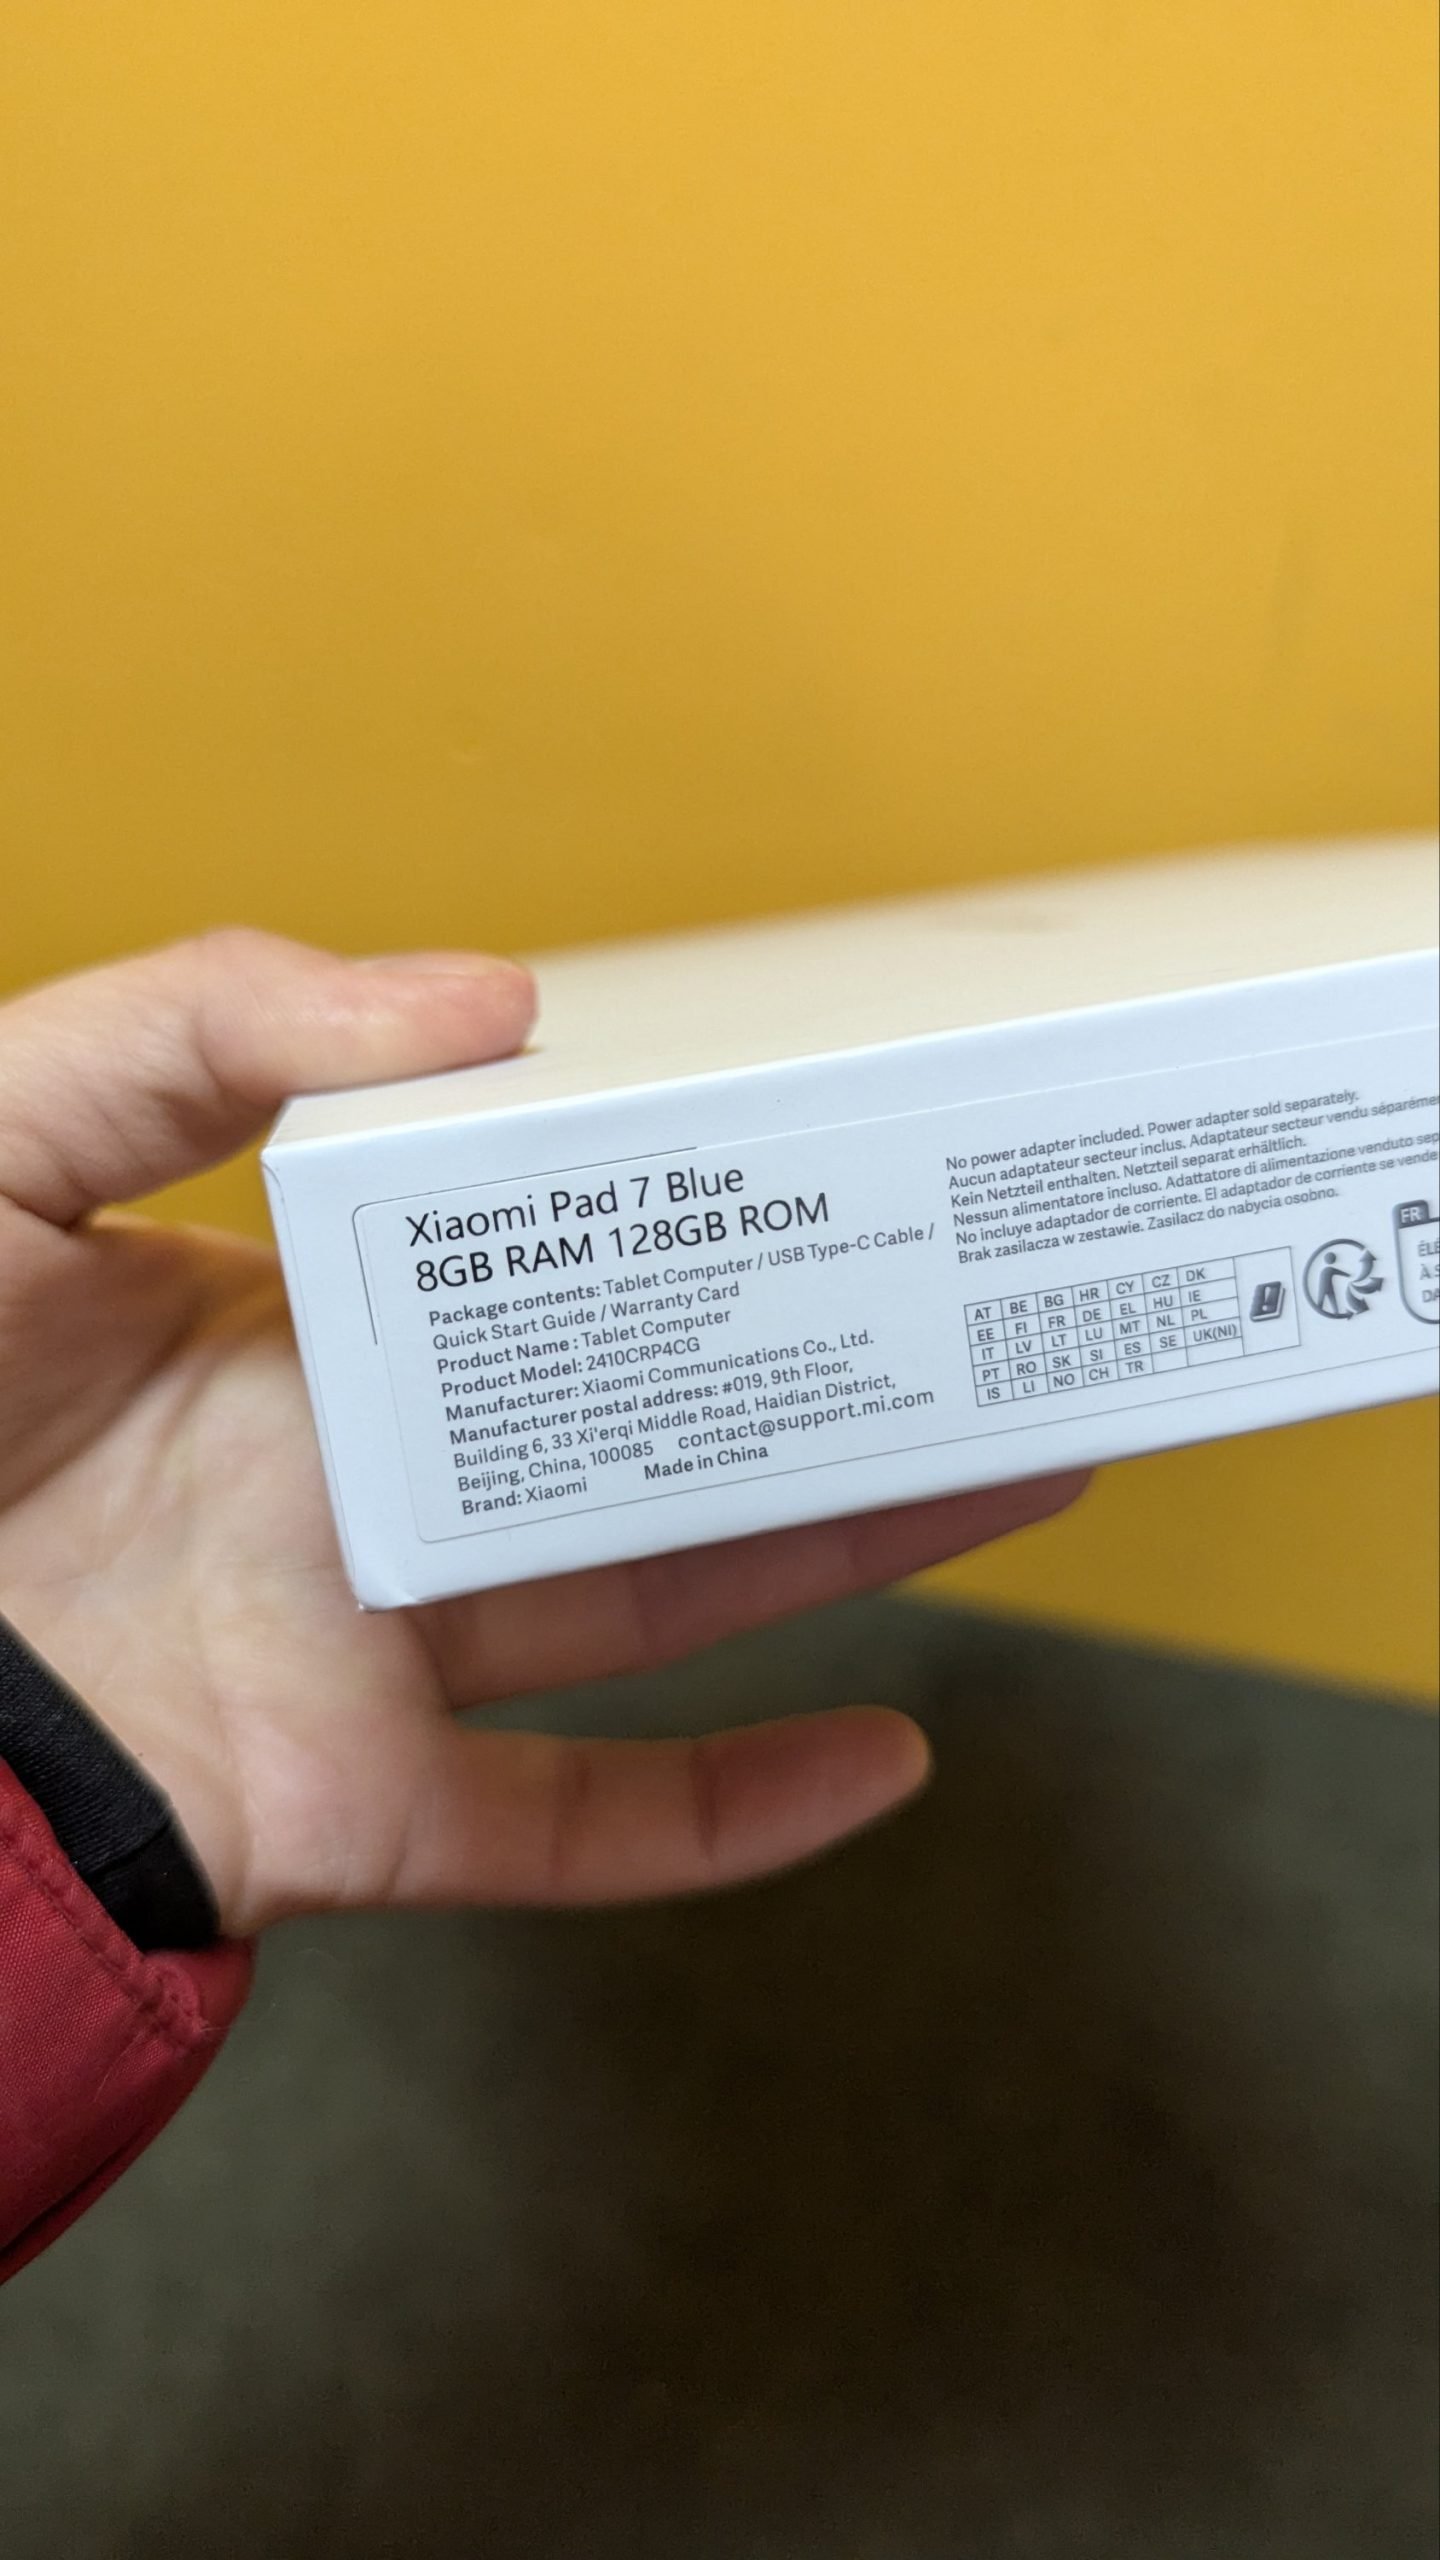 Xiaomi Pad 7 Blue
8GB RAM 128GB ROM
Package contents: Tablet Computer / USB Type-C Cable /
Quick Start Guide / Warranty Card
Product Name : Tablet Computer
Product Model: 2410CRP4CG
Manufacturer: Xiaomi Communications Co., Ltd.
Manufacturer postal address: #019, 9th Floor,
Building 6, 33 Xi'erqi Middle Road, Haidian District,
Beijing, China, 100085 contact@support.mi.com
Brand: Xiaomi Made in China
No power adapter included. Power adapter sold separately.
Aucun adaptateur secteur inclus. Adaptateur secteur vendu
Kein Netzteil enthalten. Netzteil separat erhältlich.
Nessun alimentatore incluso. Adattatore di alimentazione venduto
No incluye adaptador de corriente. El adaptador de corriente se vende
Brak zasilacza w zestawie. Zasilacz do nabycia osobno.
AT BE BG HR CY CZ DK
EE FI FR DE EL HU IE
IT LV LT LU MT NL PL
PT RO SK SI ES SE UK(NI)
IS LI NO CH TR
FR